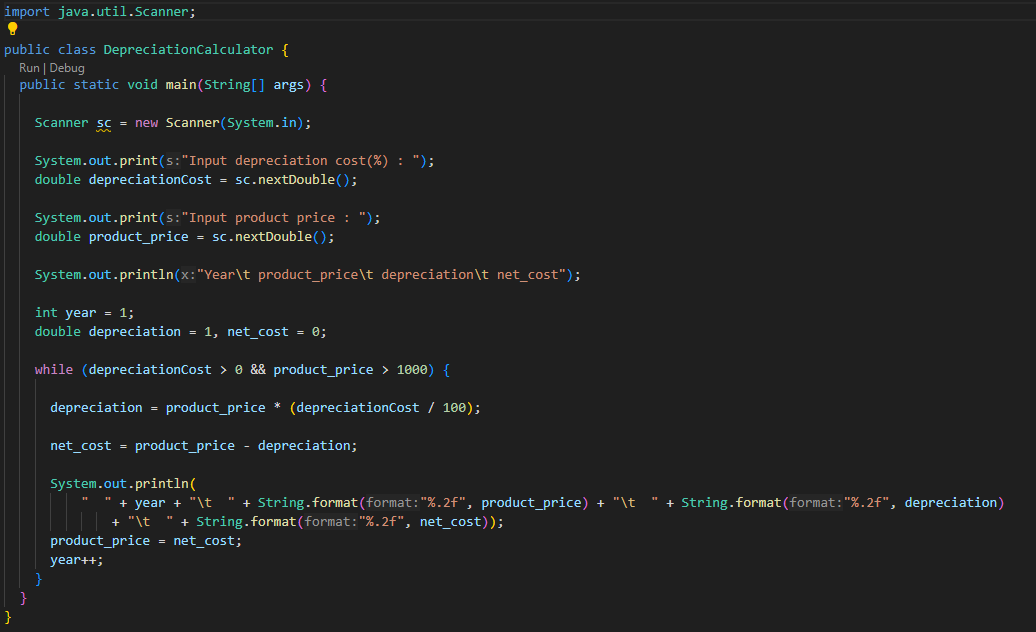 import java.util.Scanner;
public class DepreciationCalculator {
Run | Debug
public static void main(String[] args) {
Scanner sc = new Scanner(System.in);
System.out.print(s:"Input depreciation cost(%) : ");
double depreciationCost = sc.nextDouble();
System.out.print(s:"Input product price : ");
double product_price = sc.nextDouble();
System.out.println(x:"Year\t product_price\t depreciation\t net_cost");
int year = 1;
double depreciation = 1, net_cost = 0;
while (depreciationCost > 0 && product_price > 1000) {
depreciation = product_price * (depreciationCost / 100);
net_cost = product_price - depreciation;
System.out.println(
"  " + year + "\t  " + String.format(format:"%.2f", product_price) + "\t  " + String.format(format:"%.2f", depreciation)
+ "\t  " + String.format(format:"%.2f", net_cost));
product_price = net_cost;
year++;
}
}
}